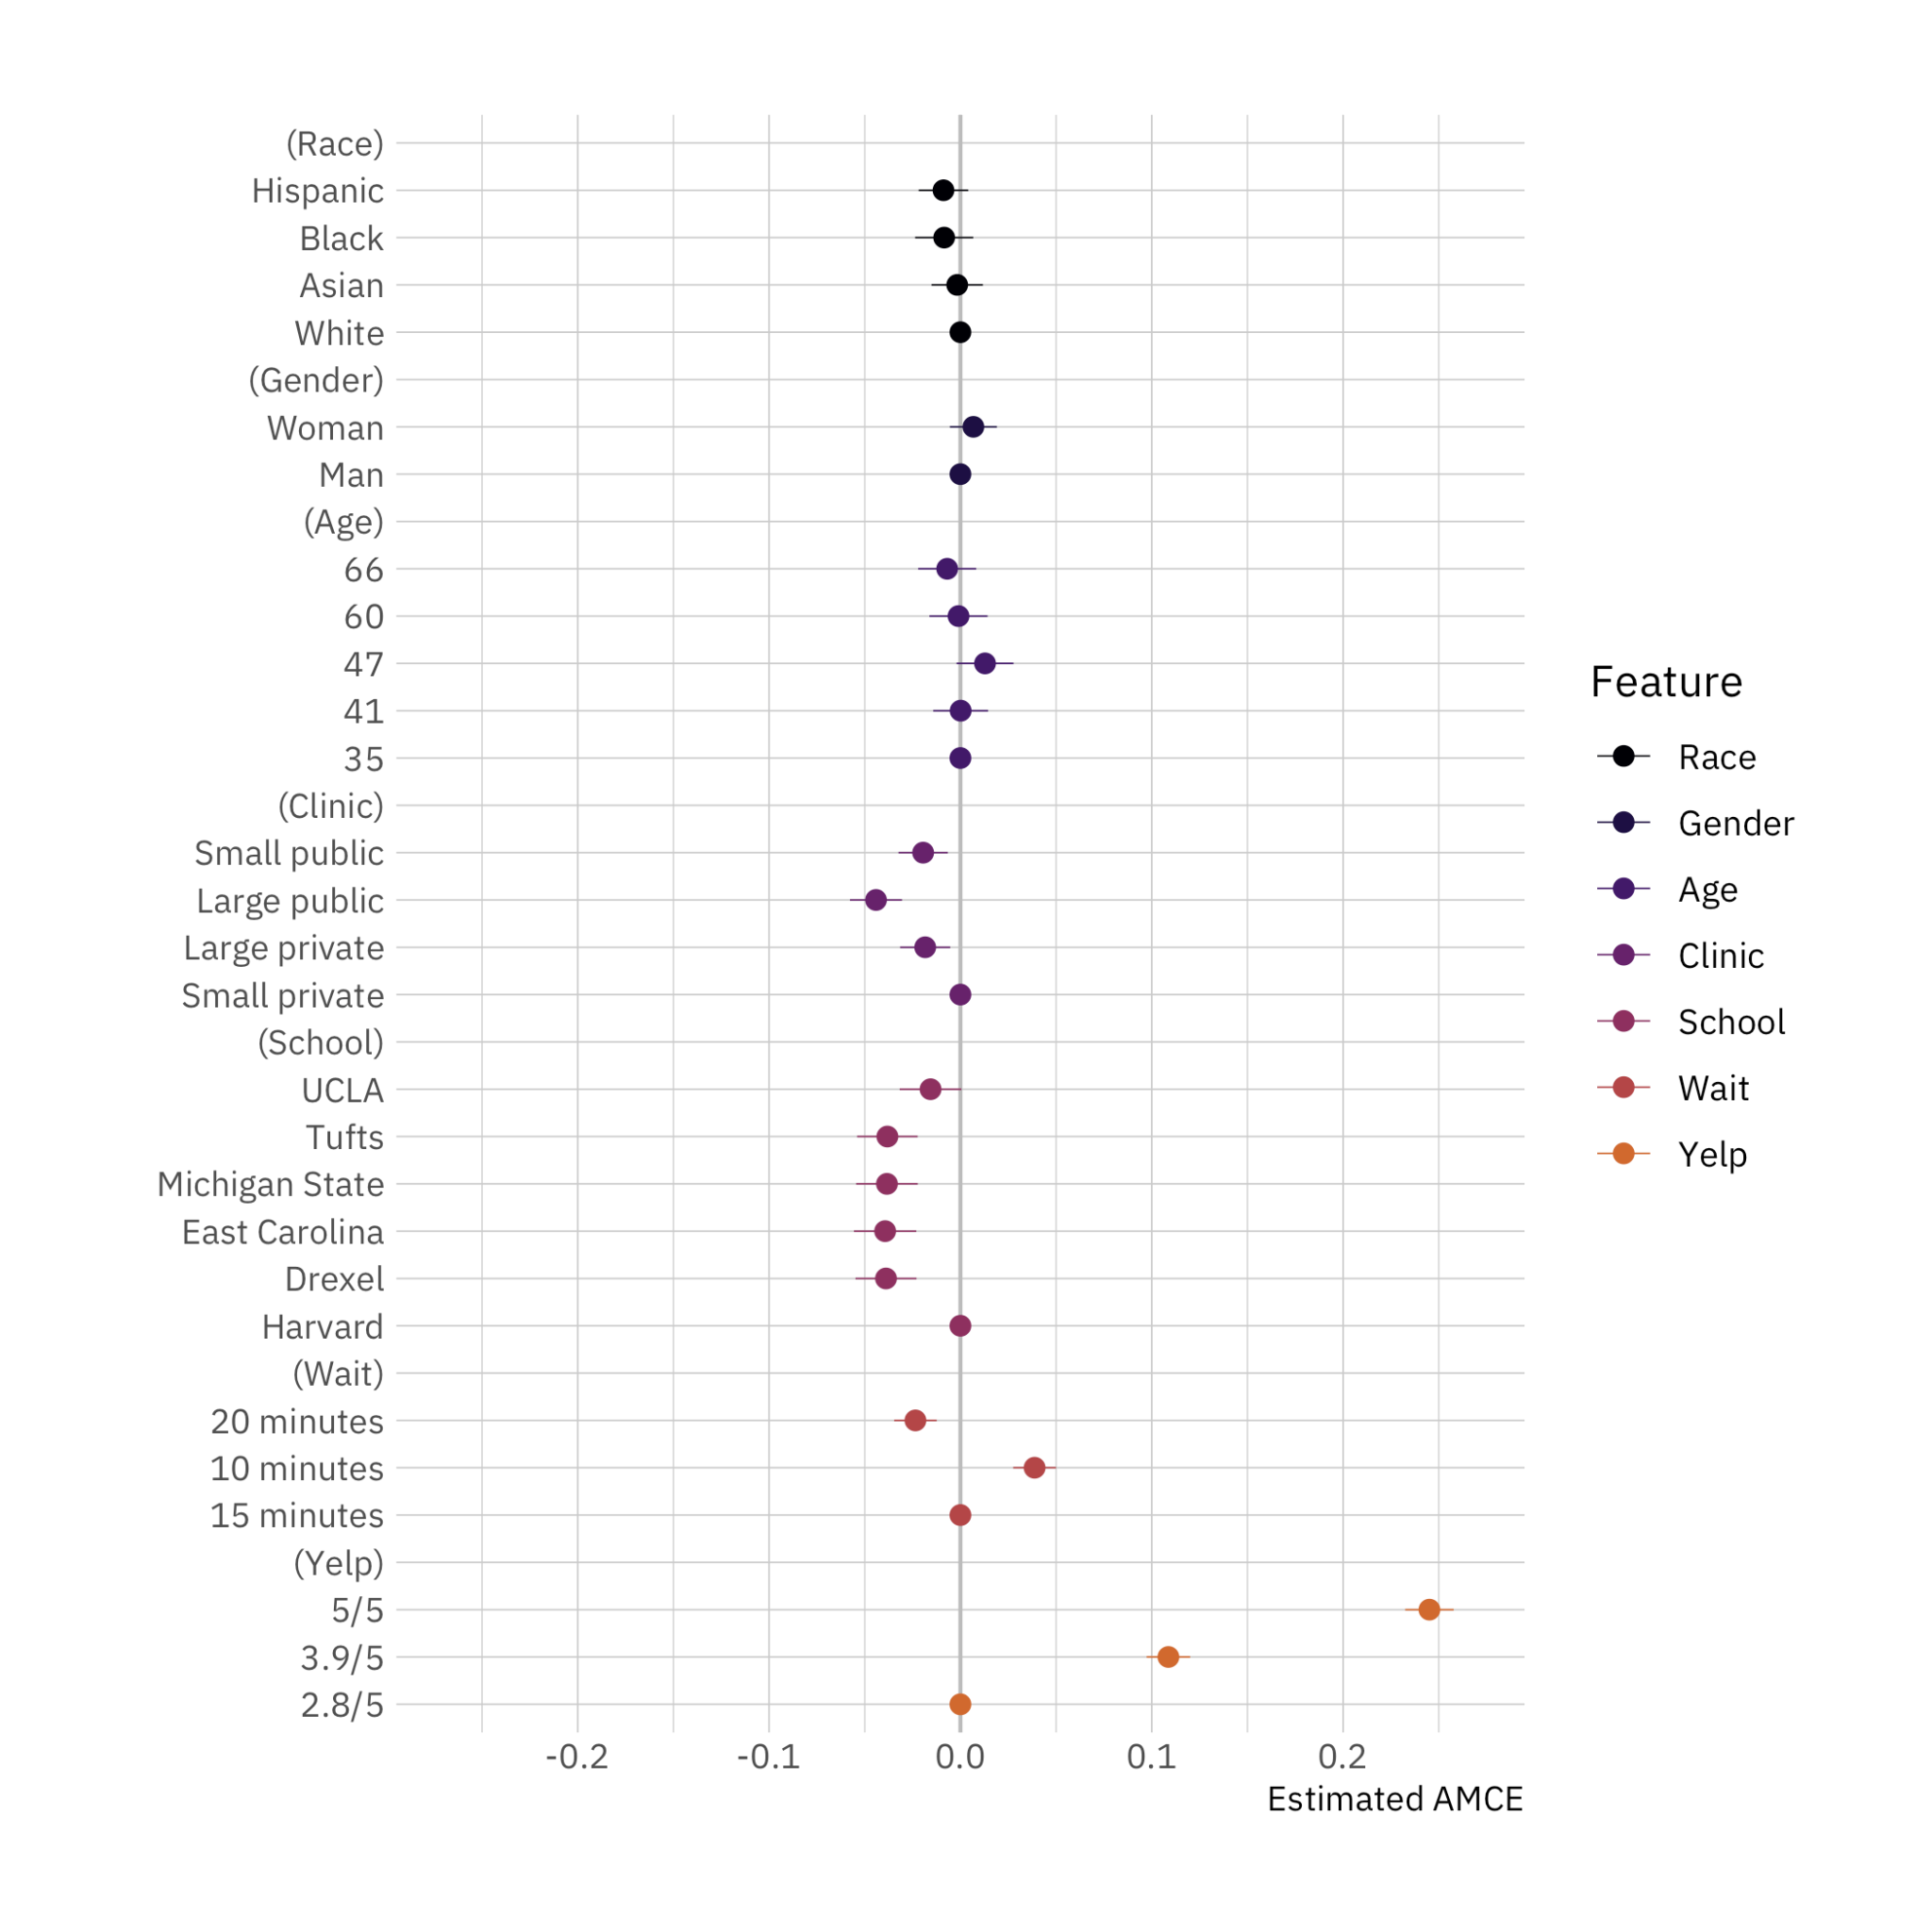 (Race)
Hispanic
Black
Asian
White
(Gender)
Woman
Man
(Age)
66
60
47
41
35
(Clinic)
Small public
Large public
Large private
Small private
(School)
UCLA
Tufts
Michigan State
East Carolina
Drexel
Harvard
(Wait)
20 minutes
10 minutes
15 minutes
(Yelp)
5/5
3.9/5
2.8/5
-0.2 -0.1 0.0 0.1 0.2
Estimated AMCE
Feature
Race
Gender
Age
Clinic
School
Wait
Yelp